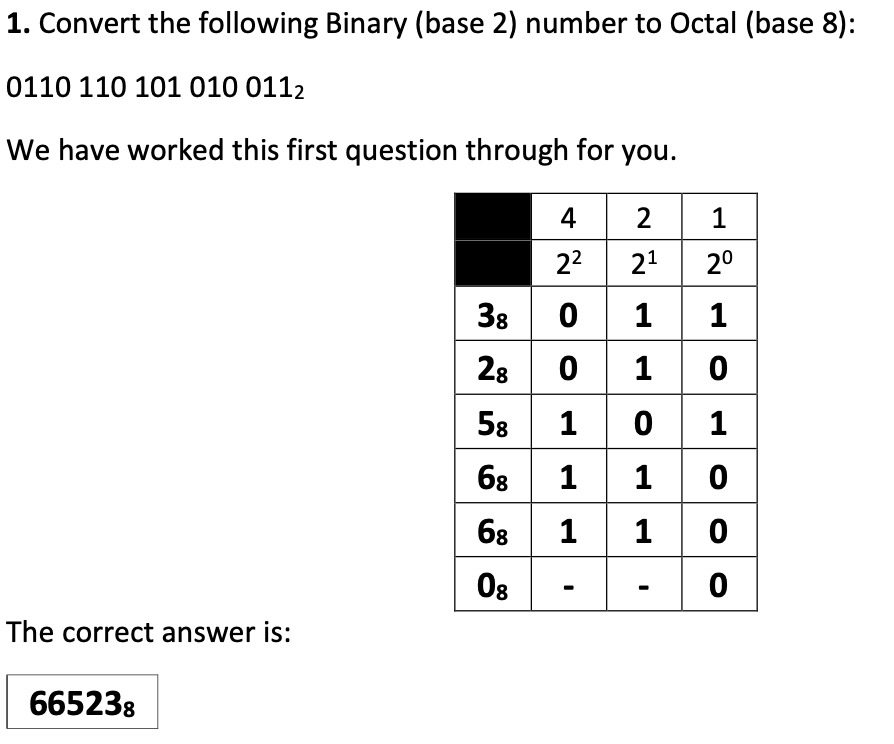 1. Convert the following Binary (base 2) number to Octal (base 8):
0110 110 101 010 011₂
We have worked this first question through for you.
4 2 1
2² 2¹ 2⁰
3₈ 0 1 1
2₈ 0 1 0
5₈ 1 0 1
6₈ 1 1 0
6₈ 1 1 0
0₈ - - 0
The correct answer is:
66523₈